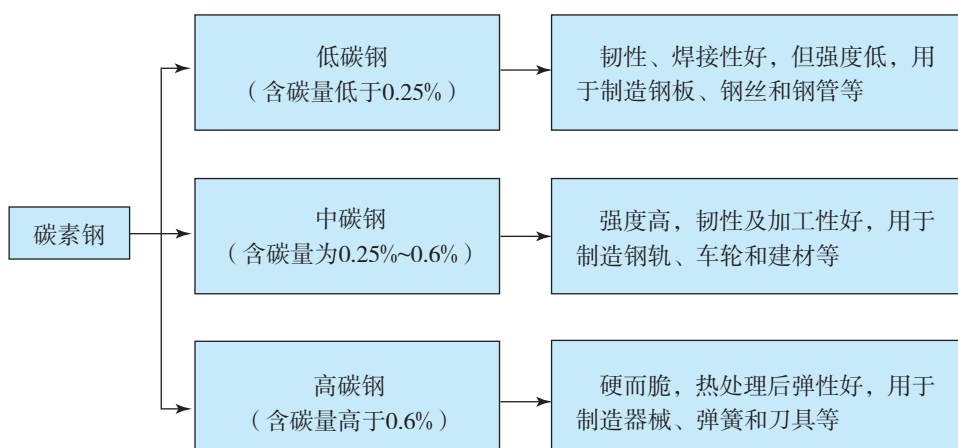 低碳钢
（含碳量低于0.25%）
韧性、焊接性好，但强度低，用
于制造钢板、钢丝和钢管等
碳素钢
中碳钢
（含碳量为0.25%~0.6%）
强度高，韧性及加工性好，用于
制造钢轨、车轮和建材等
高碳钢
（含碳量高于0.6%）
硬而脆，热处理后弹性好，用于
制造器械、弹簧和刀具等